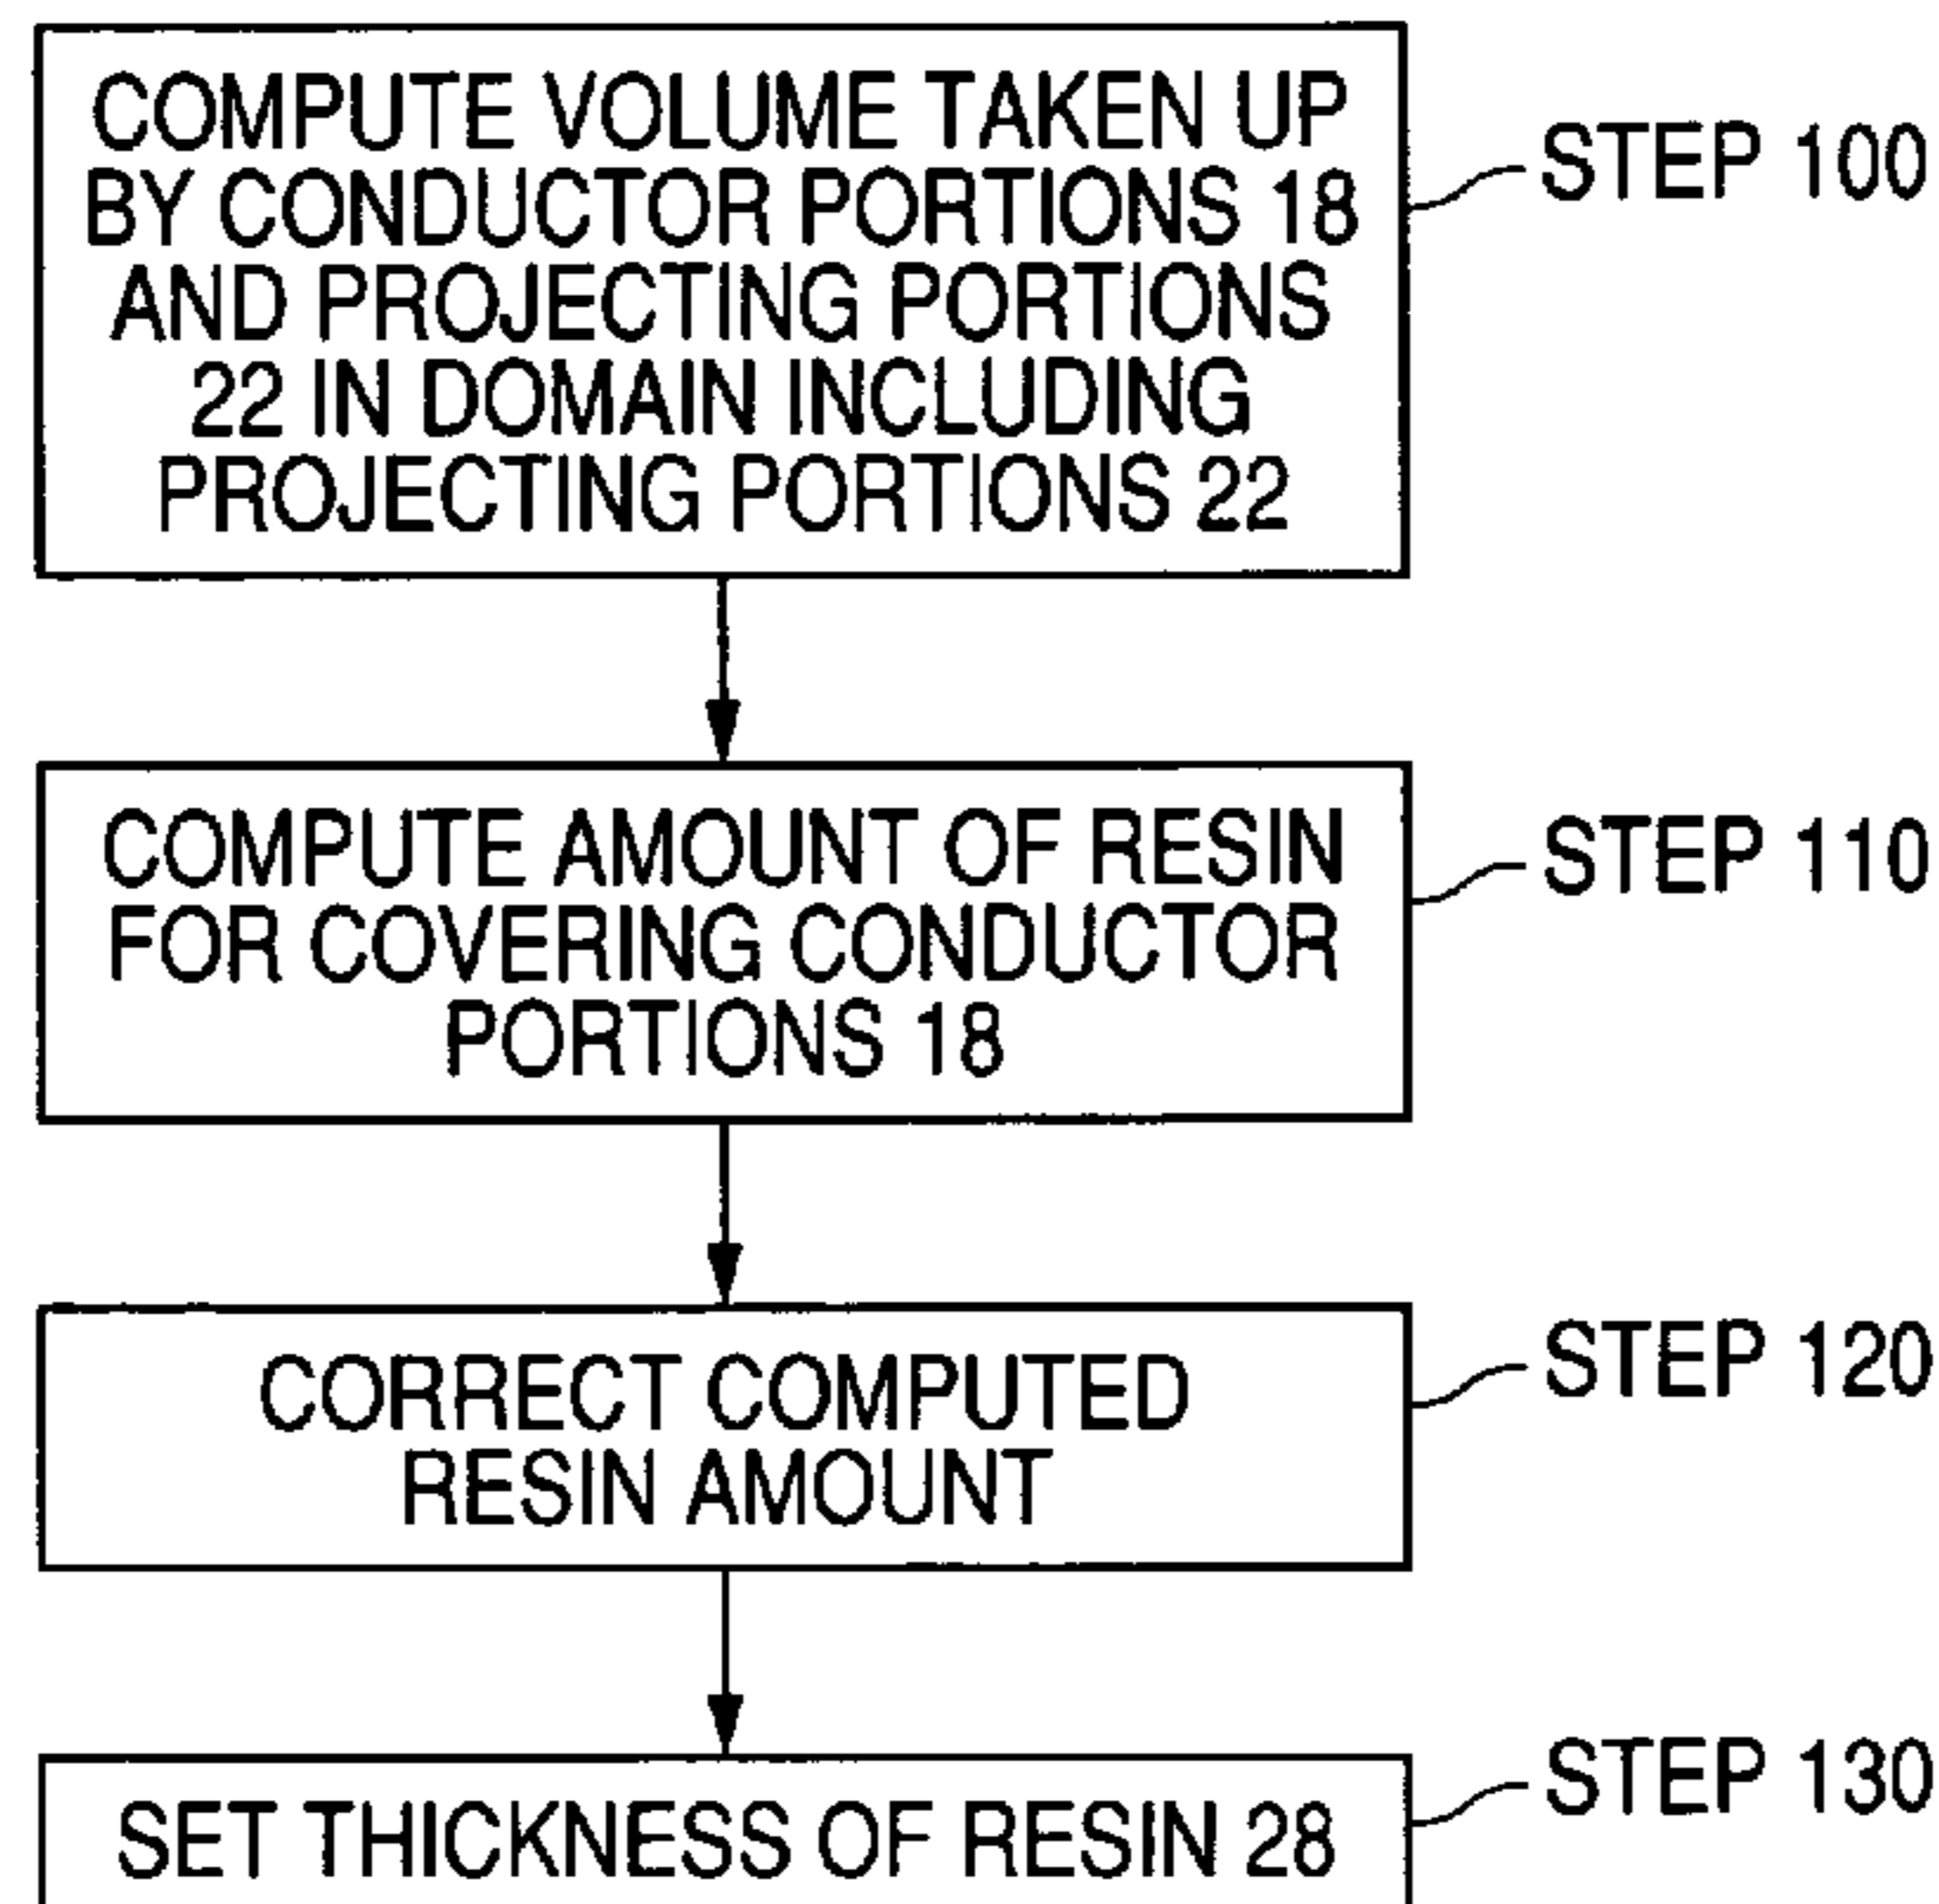 COMPUTE VOLUME TAKEN UP
BY CONDUCTOR PORTIONS 18
AND PROJECTING PORTIONS
22 IN DOMAIN INCLUDING
PROJECTING PORTIONS 22
STEP 100
COMPUTE AMOUNT OF RESIN
FOR COVERING CONDUCTOR
PORTIONS 18
STEP 110
CORRECT COMPUTED
RESIN AMOUNT
STEP 120
SET THICKNESS OF RESIN 28
STEP 130